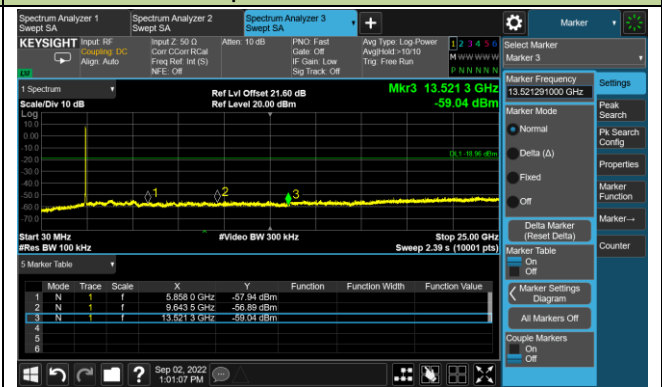 Spectrum Analyzer 1
Swept SA
Spectrum Analyzer 2
Swept SA
Spectrum Analyzer 3
Swept SA
Marker
KEYSIGHT
Input: RF
Coupling: DC
Align: Auto
Input Z: 50 Ω
Corr CCorr RCal
Freq Ref: Int (S)
NFE: Off
Atten: 10 dB
PNO: Fast
Gate: Off
IF Gain: Low
Sig Track: Off
Avg Type: Log-Power
Avg|Hold:>10/10
Trig: Free Run
1 2 3 4 5 6
M W W W W W
P N N N N N
Select Marker
Marker 3
1 Spectrum
Scale/Div 10 dB
Ref Lvl Offset 21.60 dB
Ref Level 20.00 dBm
Mkr3 13.521 3 GHz
-59.04 dBm
Log
10.0
0.00
-10.0
-20.0
-30.0
-40.0
-50.0
-60.0
-70.0
DL1 -18.96 dBm
1
2
3
Start 30 MHz
#Video BW 300 kHz
Stop 25.00 GHz
#Res BW 100 kHz
Sweep 2.39 s (10001 pts)
5 Marker Table
Mode Trace Scale X Y Function Function Width Function Value
1 N 1 f 5.858 0 GHz -57.94 dBm
2 N 1 f 9.643 5 GHz -56.89 dBm
3 N 1 f 13.521 3 GHz -59.04 dBm
4
5
6
Sep 02, 2022
1:01:07 PM
Marker Frequency
13.521291000 GHz
Marker Mode
Normal
Delta (Δ)
Fixed
Off
Delta Marker
(Reset Delta)
Marker Table
On
Off
Marker Settings
Diagram
All Markers Off
Couple Markers
On
Off
Settings
Peak
Search
Pk Search
Config
Properties
Marker
Function
Marker→
Counter